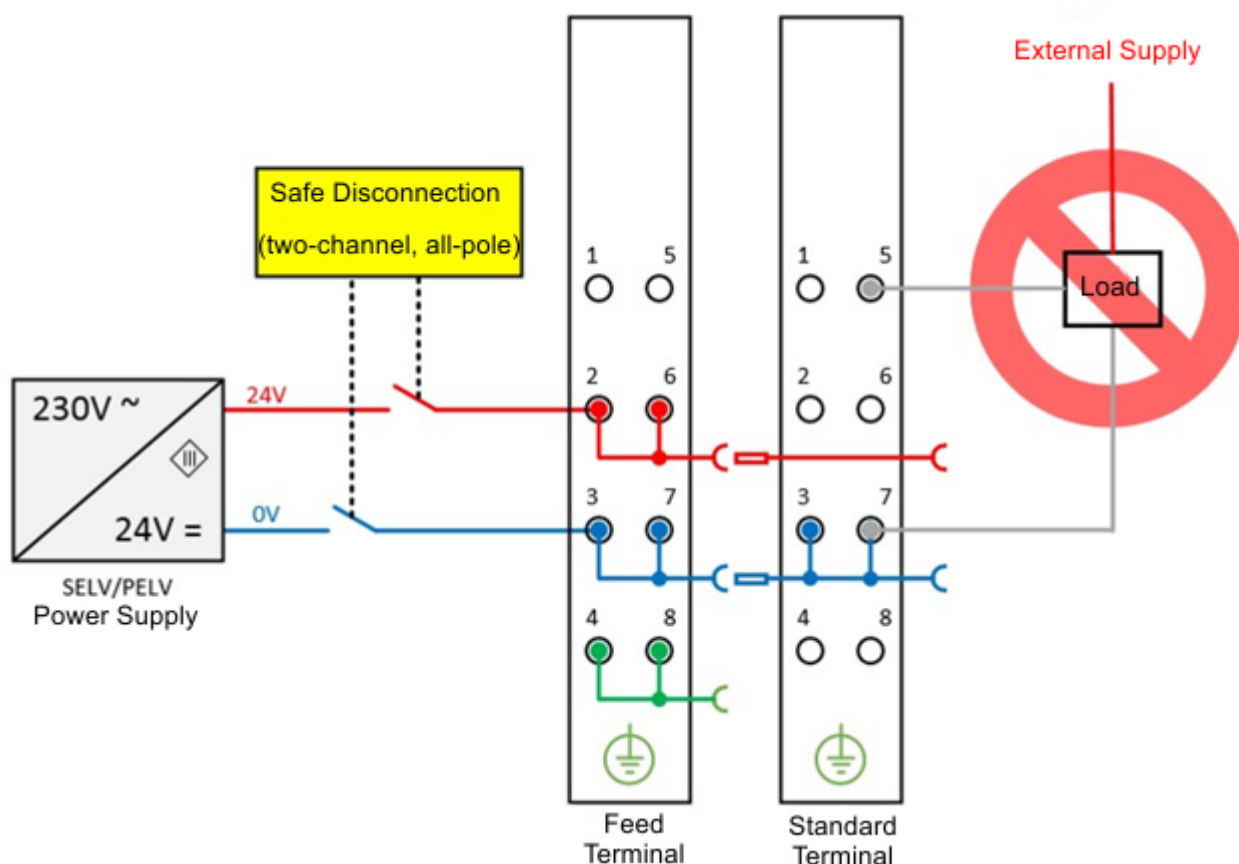 External Supply
Safe Disconnection
(two-channel, all-pole)
1 5
1 5
Load
230V ~
24V
2 6
2 6
III
24V =
0V
3 7
3 7
SELV/PELV
Power Supply
4 8
4 8
Feed
Terminal
Standard
Terminal